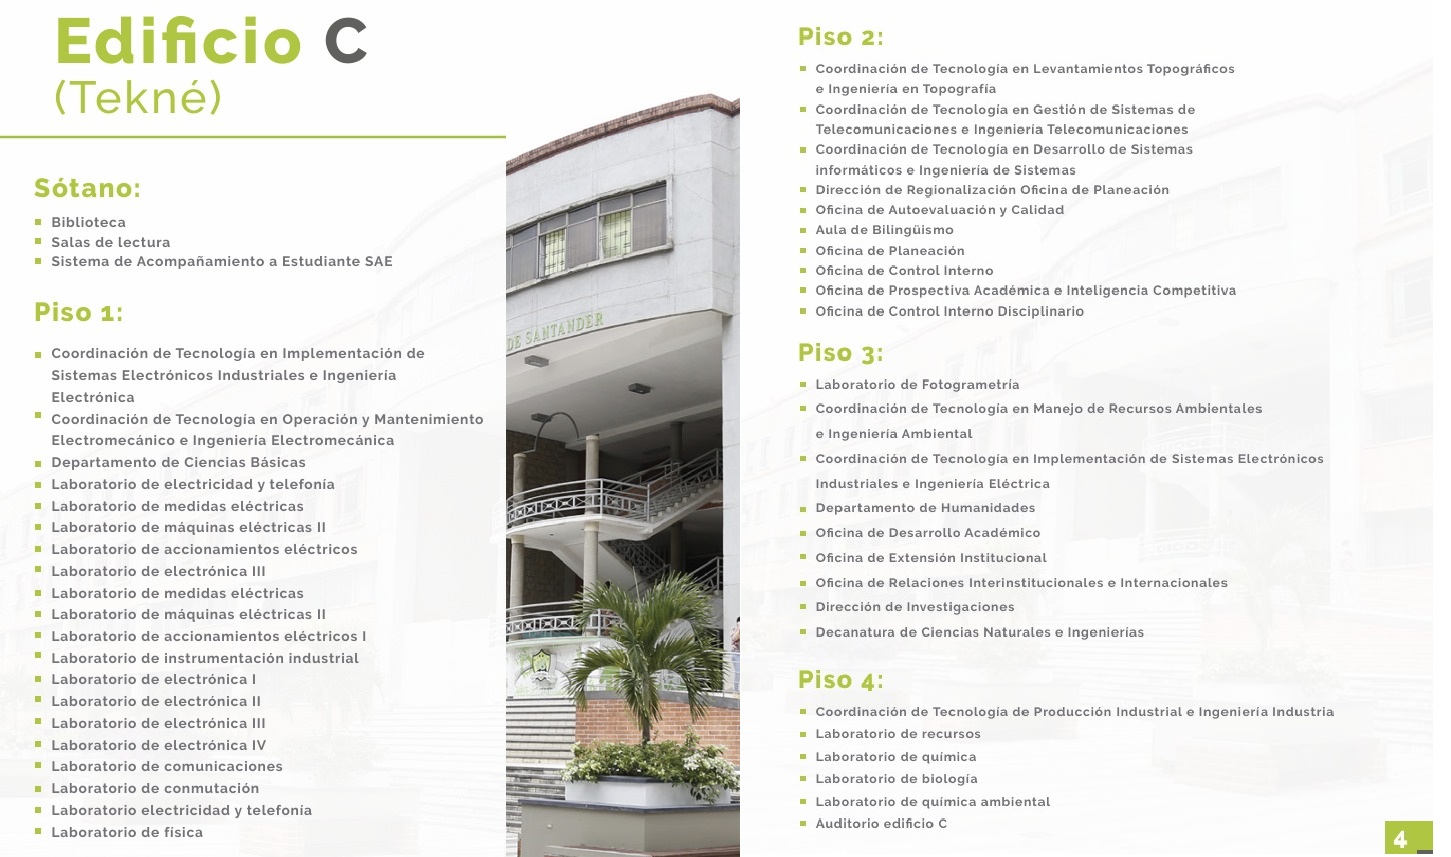 Edificio C
(Tekné)
Sótano:
Biblioteca
Salas de lectura
Sistema de Acompañamiento a Estudiante SAE
Piso 1:
Coordinación de Tecnología en Implementación de
Sistemas Electrónicos Industriales e Ingeniería
Electrónica
Coordinación de Tecnología en Operación y Mantenimiento
Electromecánico e Ingeniería Electromecánica
Departamento de Ciencias Básicas
Laboratorio de electricidad y telefonía
Laboratorio de medidas eléctricas
Laboratorio de máquinas eléctricas II
Laboratorio de accionamientos eléctricos
Laboratorio de electrónica III
Laboratorio de medidas eléctricas
Laboratorio de máquinas eléctricas II
Laboratorio de accionamientos eléctricos I
Laboratorio de instrumentación industrial
Laboratorio de electrónica I
Laboratorio de electrónica II
Laboratorio de electrónica III
Laboratorio de electrónica IV
Laboratorio de comunicaciones
Laboratorio de conmutación
Laboratorio electricidad y telefonía
Laboratorio de física
DE SANTANDER
Piso 2:
Coordinación de Tecnología en Levantamientos Topográficos
e Ingeniería en Topografía
Coordinación de Tecnología en Gestión de Sistemas de
Telecomunicaciones e Ingeniería Telecomunicaciones
Coordinación de Tecnología en Desarrollo de Sistemas
informáticos e Ingeniería de Sistemas
Dirección de Regionalización Oficina de Planeación
Oficina de Autoevaluación y Calidad
Aula de Bilingüismo
Oficina de Planeación
Oficina de Control Interno
Oficina de Prospectiva Académica e Inteligencia Competitiva
Oficina de Control Interno Disciplinario
Piso 3:
Laboratorio de Fotogrametría
Coordinación de Tecnología en Manejo de Recursos Ambientales
e Ingeniería Ambiental
Coordinación de Tecnología en Implementación de Sistemas Electrónicos
Industriales e Ingeniería Eléctrica
Departamento de Humanidades
Oficina de Desarrollo Académico
Oficina de Extensión Institucional
Oficina de Relaciones Interinstitucionales e Internacionales
Dirección de Investigaciones
Decanatura de Ciencias Naturales e Ingenierías
Piso 4:
Coordinación de Tecnología de Producción Industrial e Ingeniería Industria
Laboratorio de recursos
Laboratorio de química
Laboratorio de biología
Laboratorio de química ambiental
Auditorio edificio C
4